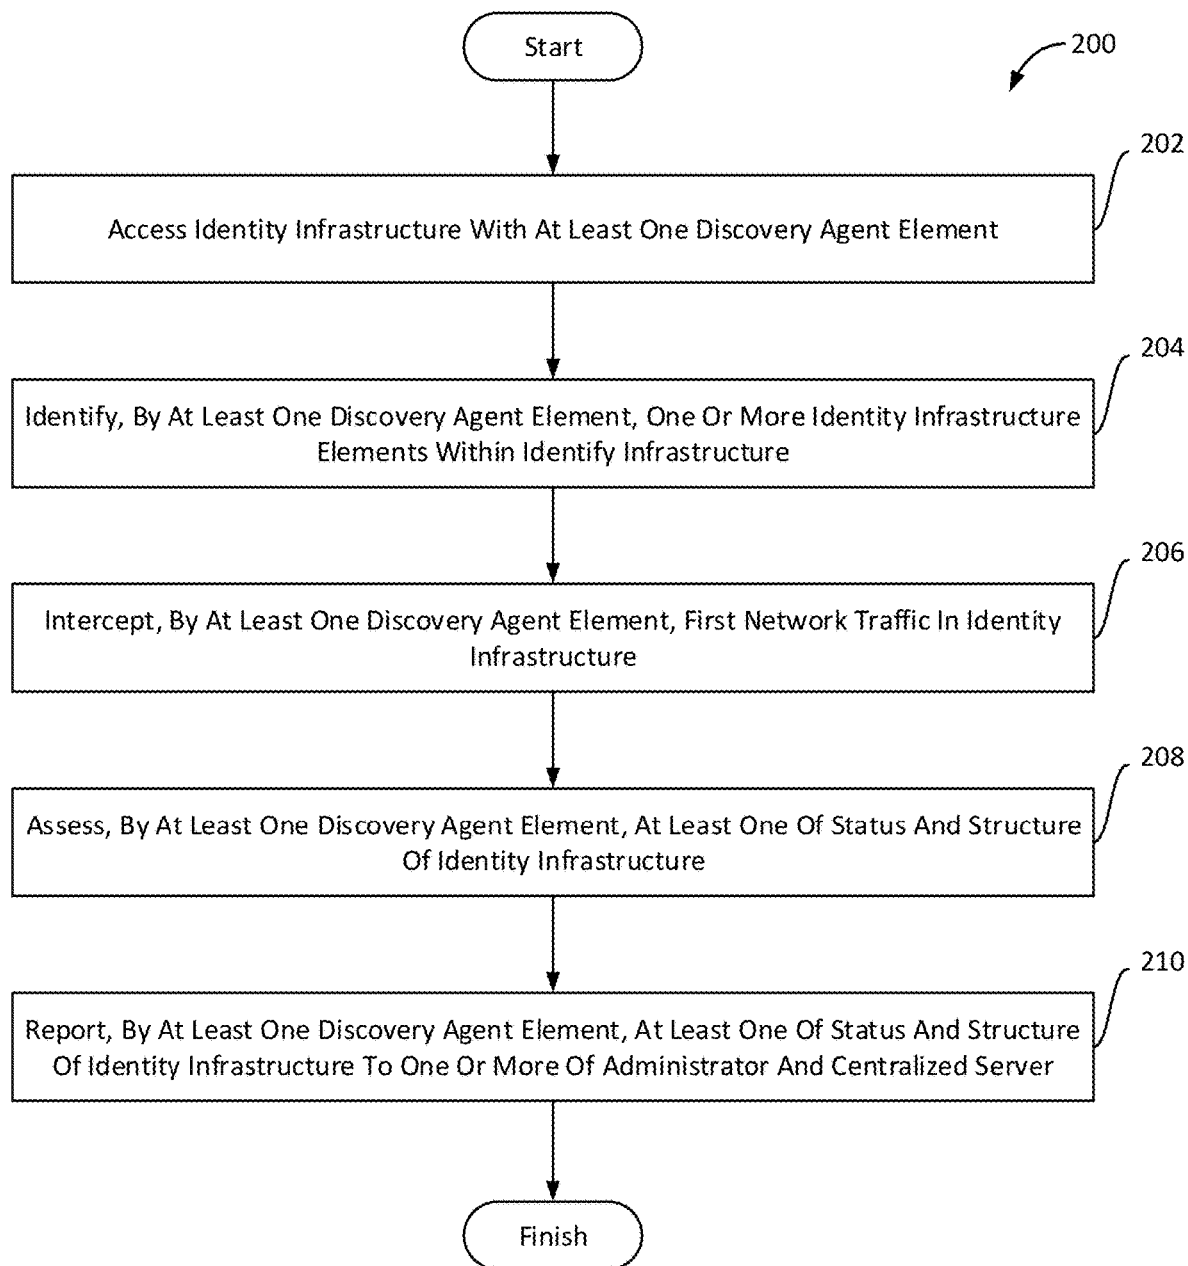 Start
200
202
Access Identity Infrastructure With At Least One Discovery Agent Element
204
Identify, By At Least One Discovery Agent Element, One Or More Identity Infrastructure
Elements Within Identify Infrastructure
206
Intercept, By At Least One Discovery Agent Element, First Network Traffic In Identity
Infrastructure
208
Assess, By At Least One Discovery Agent Element, At Least One Of Status And Structure
Of Identity Infrastructure
210
Report, By At Least One Discovery Agent Element, At Least One Of Status And Structure
Of Identity Infrastructure To One Or More Of Administrator And Centralized Server
Finish